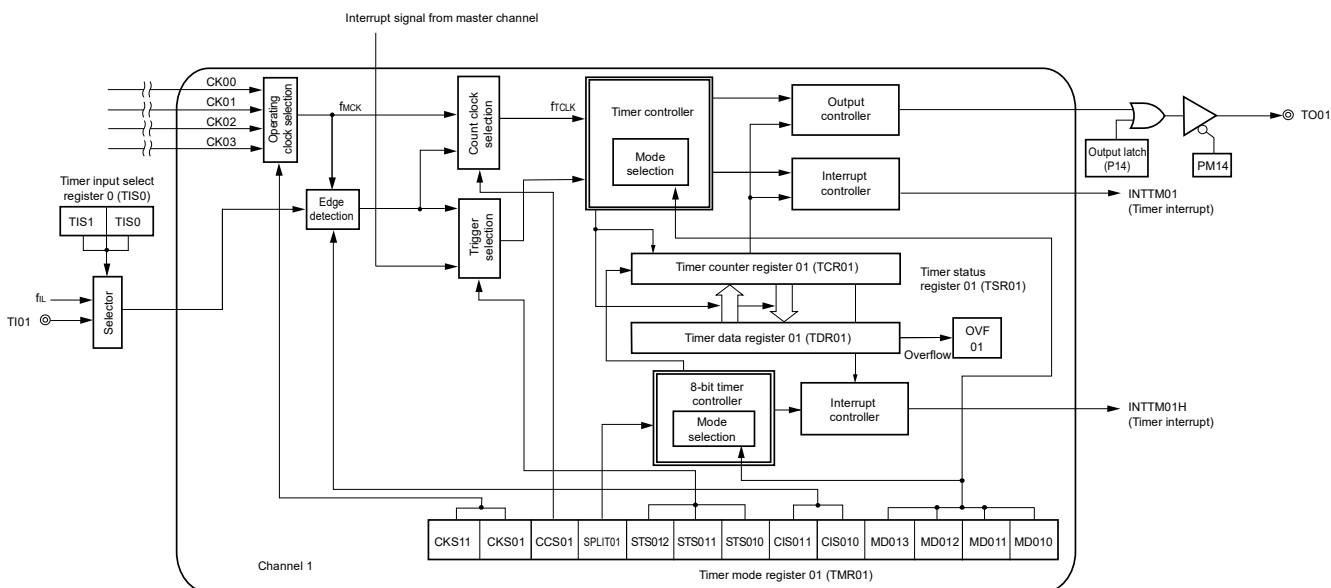 Interrupt signal from master channel
CK00
CK01
CK02
CK03
Operating
clock selection
fMCK
Count clock
selection
fTCLK
Timer controller
Mode
selection
Output
controller
TO01
Output latch
(P14)
PM14
Interrupt
controller
INTTM01
(Timer interrupt)
Timer input select
register 0 (TIS0)
TIS1
TIS0
Edge
detection
Trigger
selection
fIL
TI01
Selector
Timer counter register 01 (TCR01)
Timer status
register 01 (TSR01)
Timer data register 01 (TDR01)
Overflow
OVF
01
8-bit timer
controller
Mode
selection
Interrupt
controller
INTTM01H
(Timer interrupt)
CKS11
CKS01
CCS01
SPLIT01
STS012
STS011
STS010
CIS011
CIS010
MD013
MD012
MD011
MD010
Channel 1
Timer mode register 01 (TMR01)